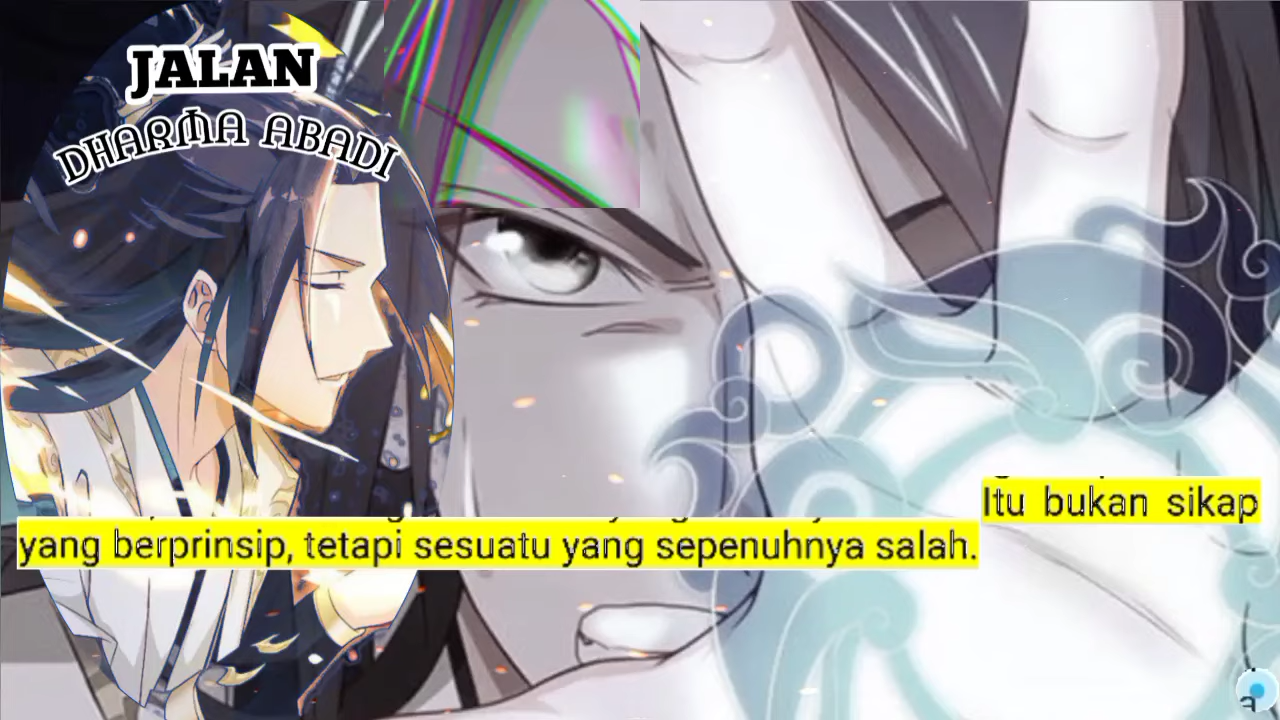 JALAN
DHARMA ABADI
Itu bukan sikap
yang berprinsip, tetapi sesuatu yang sepenuhnya salah.